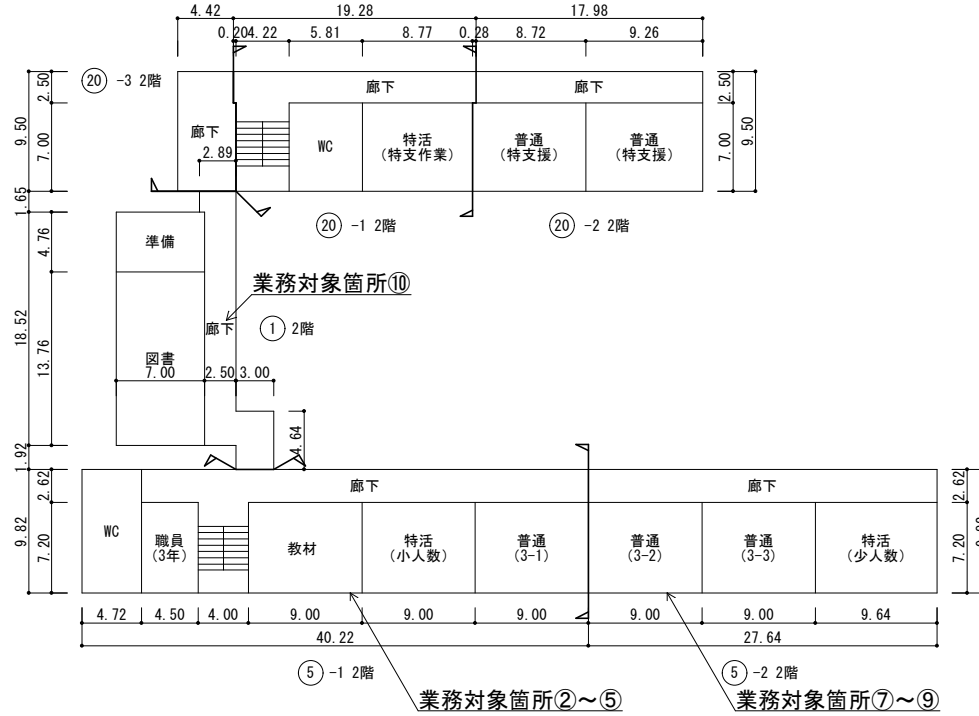 4.42 19.28 17.98
0.20 4.22 5.81 8.77 0.28 8.72 9.26
⑳ -3 2階
廊下 廊下
廊下
WC
特活
(特支作業)
普通
(特支援)
普通
(特支援)
2.89
2.50
7.00
9.50
2.50
7.00
9.50
1.65
⑳ -1 2階
⑳ -2 2階
4.76
準備
業務対象箇所⑩
廊下
① 2階
18.52
13.76
図書
7.00 2.50 3.00
4.64
1.92
廊下 廊下
2.62
7.20
9.82
WC
職員
(3年)
教材
特活
(小人数)
普通
(3-1)
普通
(3-2)
普通
(3-3)
特活
(少人数)
2.62
7.20
4.72 4.50 4.00 9.00 9.00 9.00 9.00 9.00 9.64
40.22 27.64
⑤ -1 2階
⑤ -2 2階
業務対象箇所②～⑤
業務対象箇所⑦～⑨